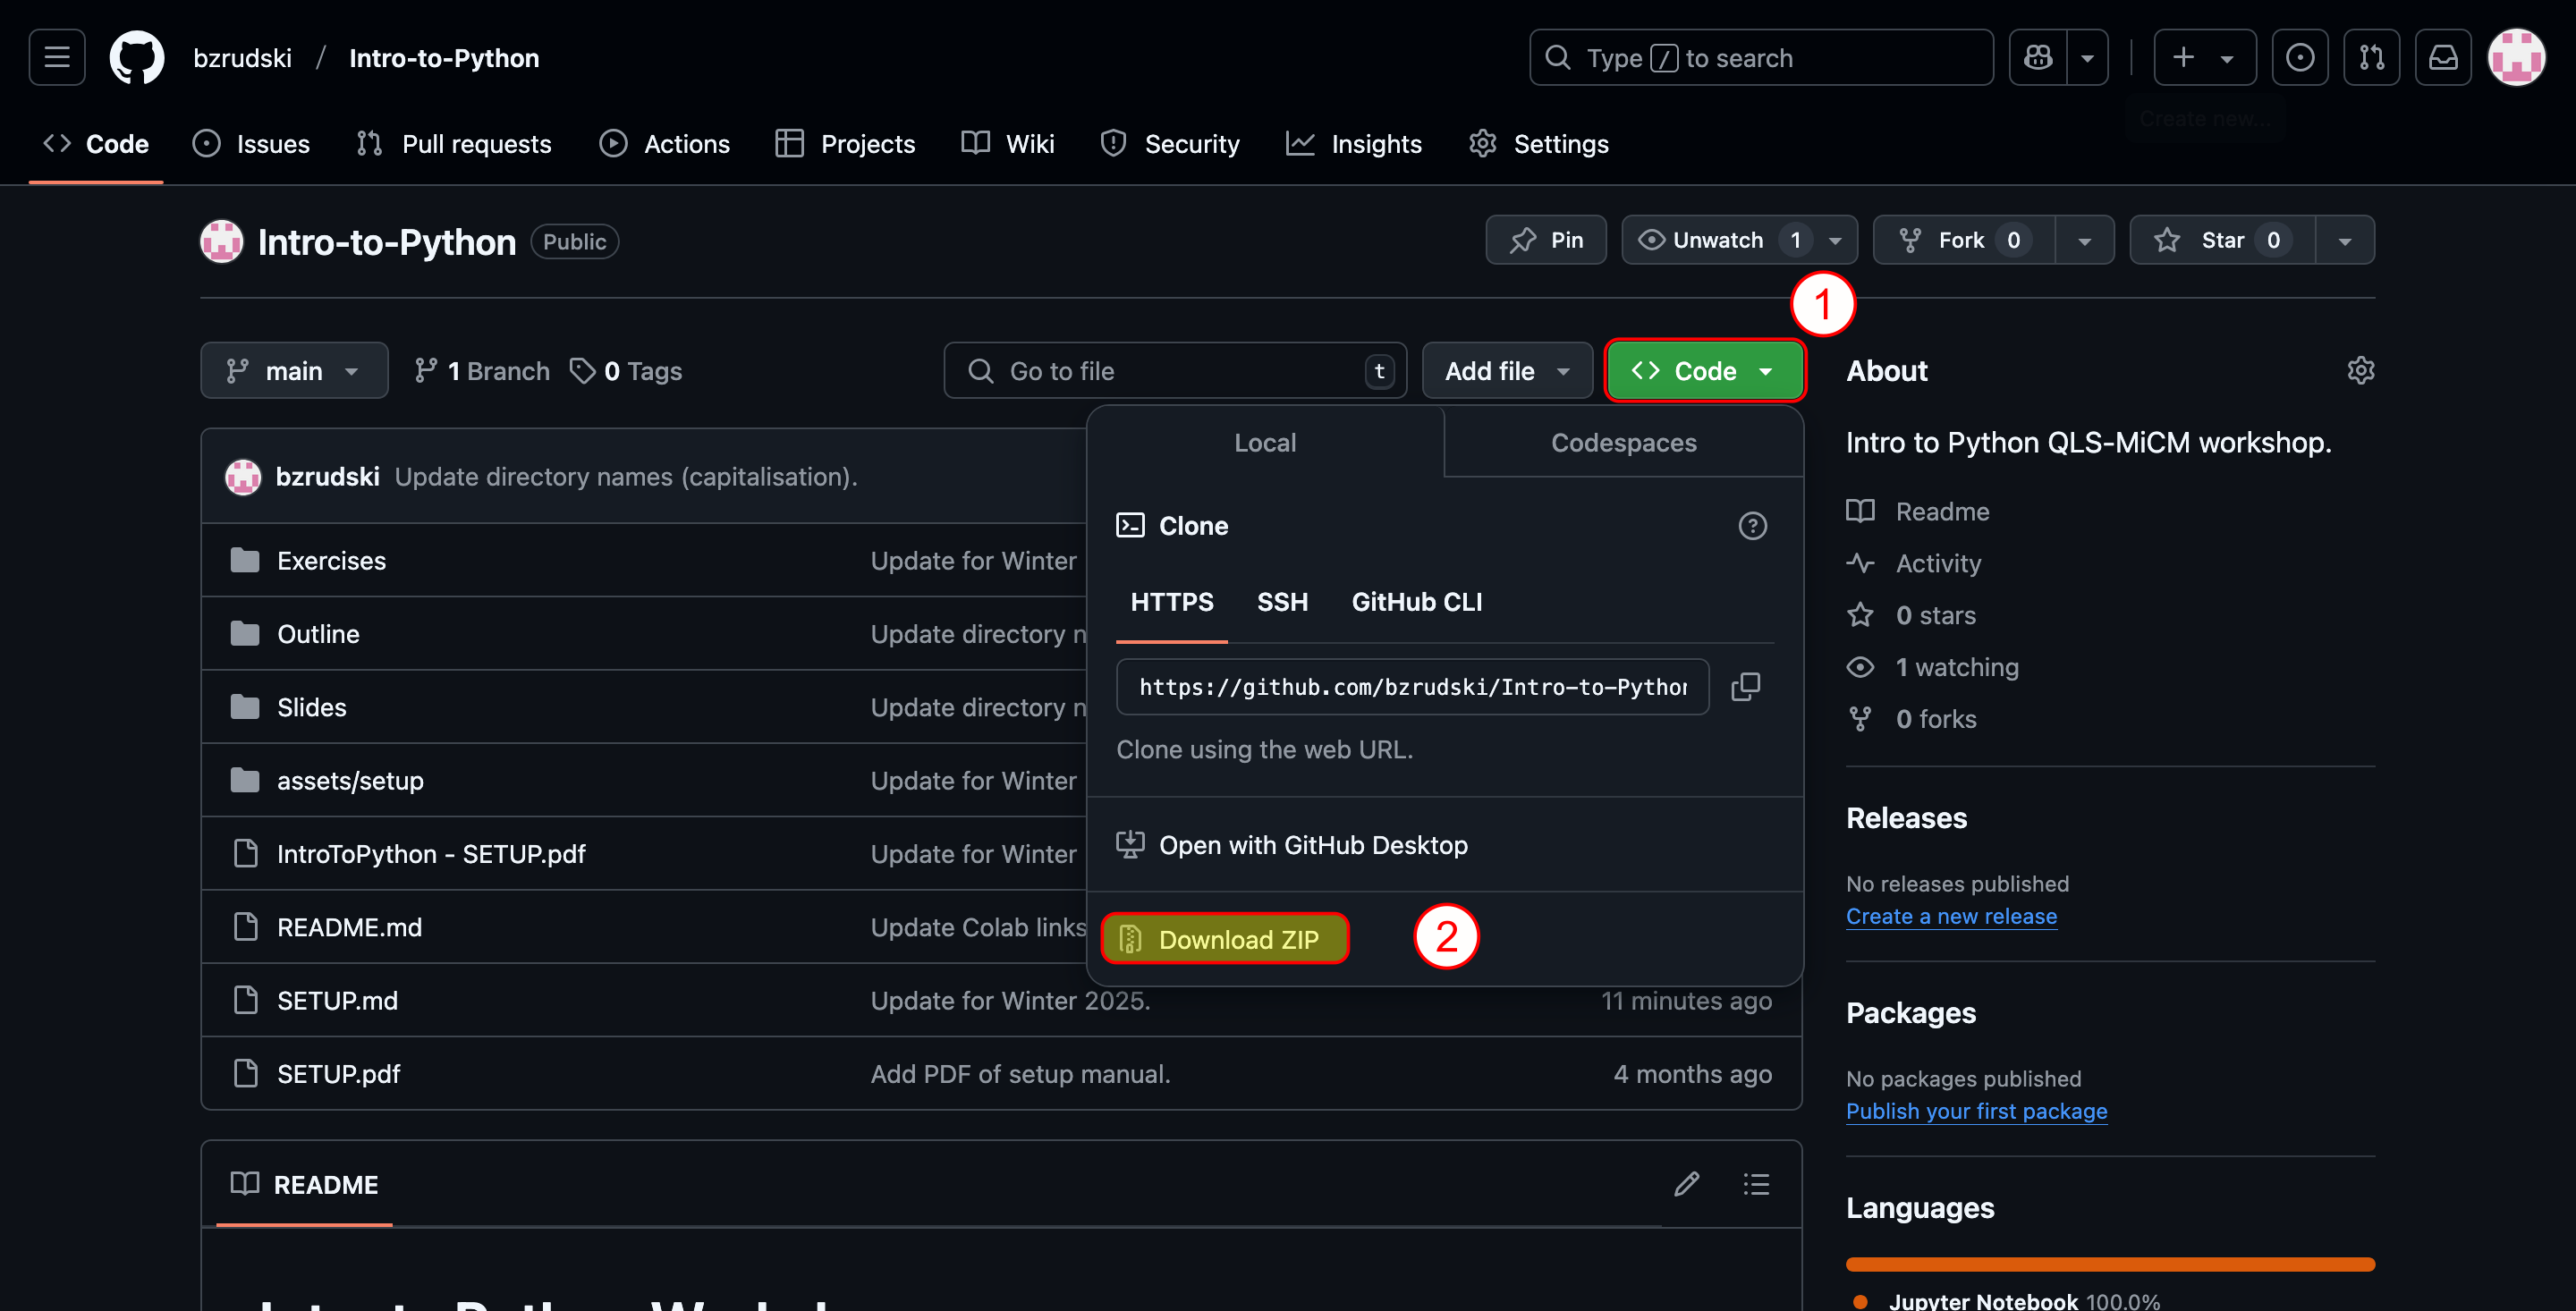 bzrudski / Intro-to-Python
Type / to search
Create new...
Code
Issues
Pull requests
Actions
Projects
Wiki
Security
Insights
Settings
Intro-to-Python
Public
Pin
Unwatch 1
Fork 0
Star 0
1
main
1 Branch
0 Tags
Go to file
t
Add file
Code
About
Intro to Python QLS-MiCM workshop.
Readme
Activity
0 stars
1 watching
0 forks
Releases
No releases published
Create a new release
Packages
No packages published
Publish your first package
Languages
Jupyter Notebook 100.0%
Local
Codespaces
Clone
HTTPS
SSH
GitHub CLI
https://github.com/bzrudski/Intro-to-Python
Clone using the web URL.
Open with GitHub Desktop
Download ZIP
2
bzrudski Update directory names (capitalisation).
Exercises Update for Winter
Outline Update directory n
Slides Update directory n
assets/setup Update for Winter
IntroToPython - SETUP.pdf Update for Winter
README.md Update Colab links
SETUP.md Update for Winter 2025. 11 minutes ago
SETUP.pdf Add PDF of setup manual. 4 months ago
README